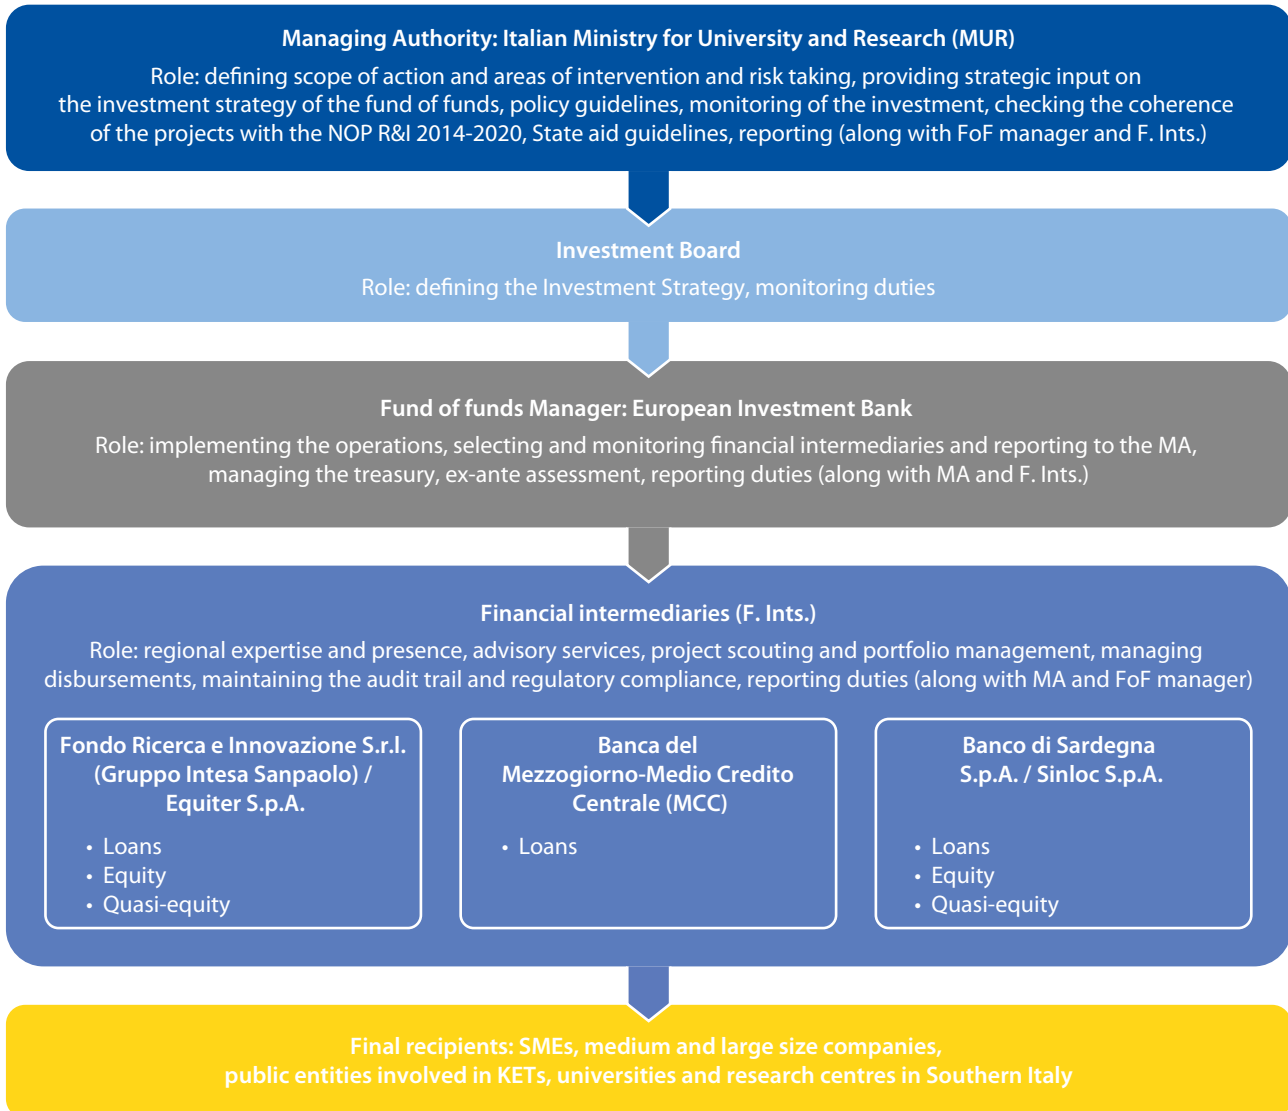 Managing Authority: Italian Ministry for University and Research (MUR)
Role: defining scope of action and areas of intervention and risk taking, providing strategic input on
the investment strategy of the fund of funds, policy guidelines, monitoring of the investment, checking the coherence
of the projects with the NOP R&I 2014-2020, State aid guidelines, reporting (along with FoF manager and F. Ints.)
Investment Board
Role: defining the Investment Strategy, monitoring duties
Fund of funds Manager: European Investment Bank
Role: implementing the operations, selecting and monitoring financial intermediaries and reporting to the MA,
managing the treasury, ex-ante assessment, reporting duties (along with MA and F. Ints.)
Financial intermediaries (F. Ints.)
Role: regional expertise and presence, advisory services, project scouting and portfolio management, managing
disbursements, maintaining the audit trail and regulatory compliance, reporting duties (along with MA and FoF manager)
Fondo Ricerca e Innovazione S.r.l.
(Gruppo Intesa Sanpaolo) /
Equiter S.p.A.
• Loans
• Equity
• Quasi-equity
Banca del
Mezzogiorno-Medio Credito
Centrale (MCC)
• Loans
Banco di Sardegna
S.p.A. / Sinloc S.p.A.
• Loans
• Equity
• Quasi-equity
Final recipients: SMEs, medium and large size companies,
public entities involved in KETs, universities and research centres in Southern Italy